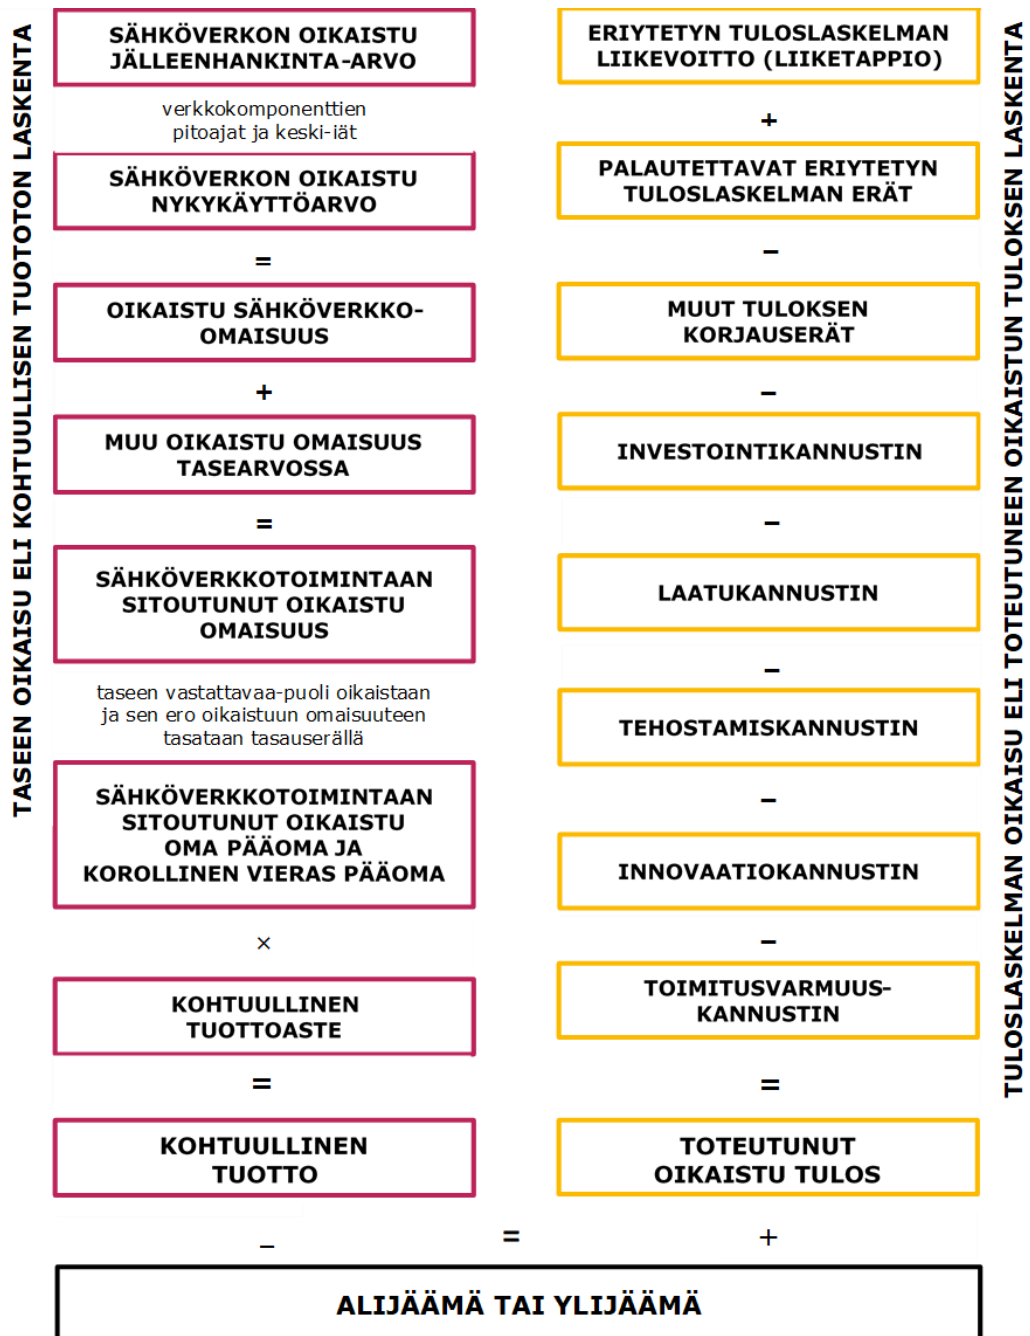 TASEEN OIKAISU ELI KOHTUULLISEN TUOTOTON LASKENTA
SÄHKÖVERKON OIKAISTU
JÄLLEENHANKINTA-ARVO
verkkokomponenttien
pitoajat ja keski-iät
SÄHKÖVERKON OIKAISTU
NYKYKÄYTTÖARVO
=
OIKAISTU SÄHKÖVERKKO-
OMAISUUS
+
MUU OIKAISTU OMAISUUS
TASEARVOSSA
=
SÄHKÖVERKKOTOIMINTAAN
SITOUTUNUT OIKAISTU
OMAISUUS
taseen vastattavaa-puoli oikaistaan
ja sen ero oikaistuun omaisuuteen
tasataan tasauserällä
SÄHKÖVERKKOTOIMINTAAN
SITOUTUNUT OIKAISTU
OMA PÄÄOMA JA
KOROLLINEN VIERAS PÄÄOMA
×
KOHTUULLINEN
TUOTTOASTE
=
KOHTUULLINEN
TUOTTO
ERIYTETYN TULOSLASKELMAN
LIIKEVOITTO (LIIKETAPPIO)
+
PALAUTETTAVAT ERIYTETYN
TULOSLASKELMAN ERÄT
–
MUUT TULOKSEN
KORJAUSERÄT
–
INVESTOINTIKANNUSTIN
–
LAATUKANNUSTIN
–
TEHOSTAMISKANNUSTIN
–
INNOVAATIOKANNUSTIN
–
TOIMITUSVARMUUS-
KANNUSTIN
=
TOTEUTUNUT
OIKAISTU TULOS
TULOSLASKELMAN OIKAISU ELI TOTEUTUNEEN OIKAISTUN TULOKSEN LASKENTA
– = +
ALIJÄÄMÄ TAI YLIJÄÄMÄ